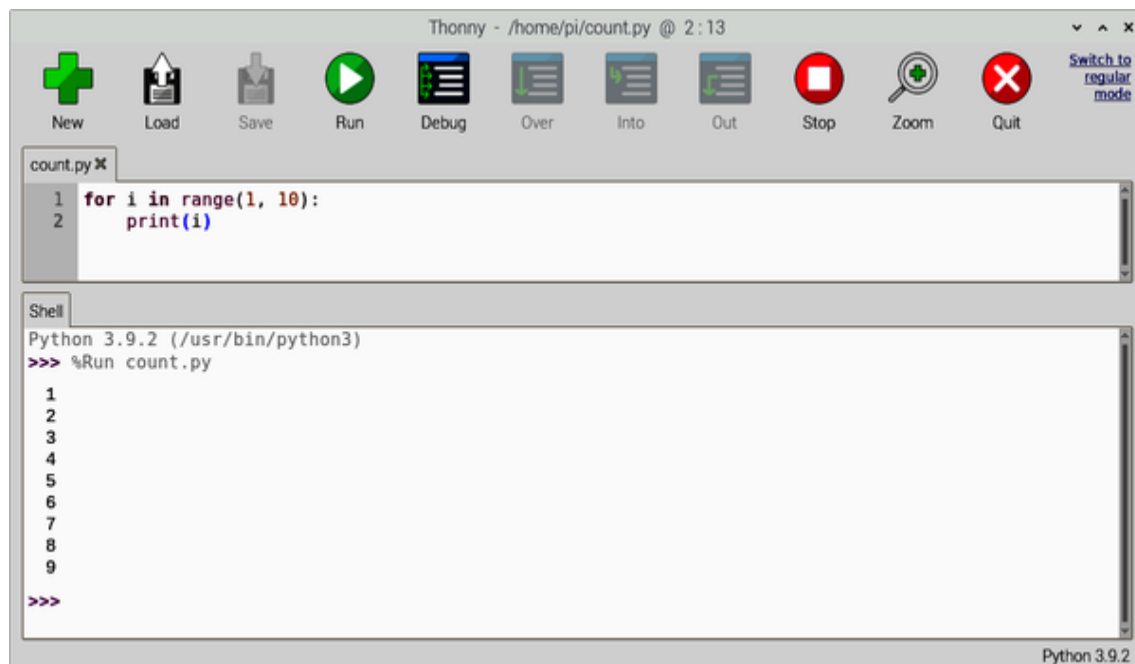 Thonny - /home/pi/count.py @ 2:13
Switch to
regular
mode
New Load Save Run Debug Over Into Out Stop Zoom Quit
count.py
1 for i in range(1, 10):
2     print(i)
Shell
Python 3.9.2 (/usr/bin/python3)
>>> %Run count.py
1
2
3
4
5
6
7
8
9
>>>
Python 3.9.2